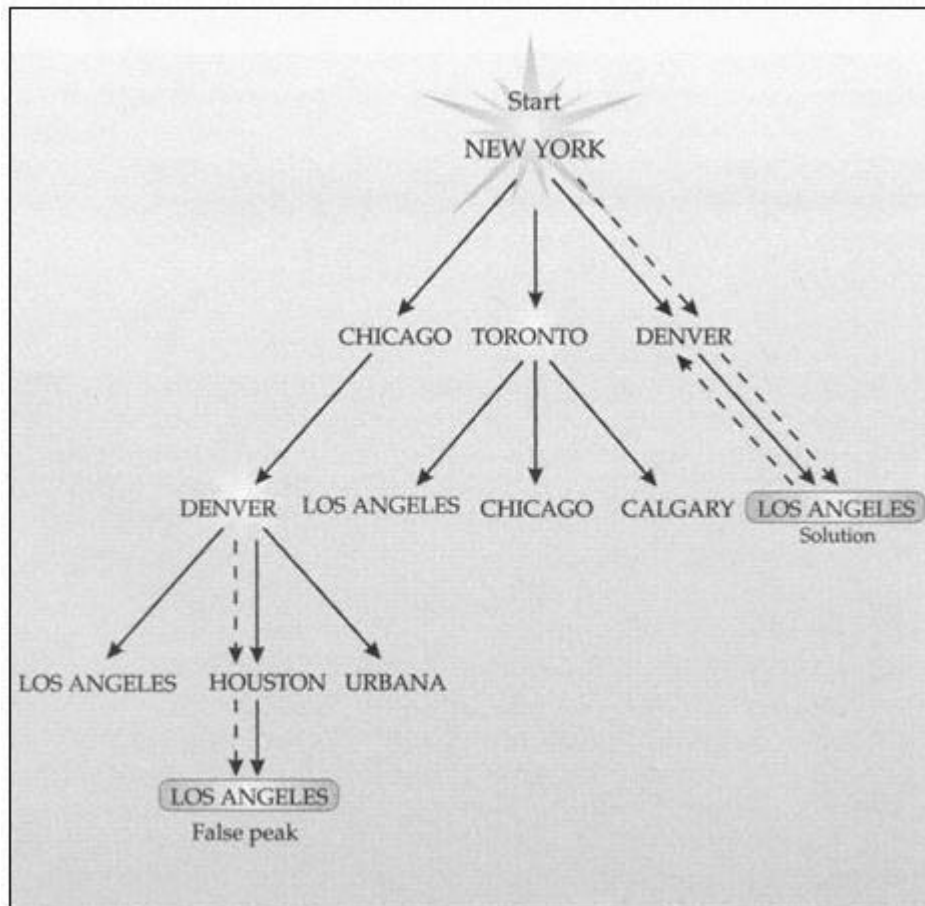 Start
NEW YORK
CHICAGO TORONTO DENVER
DENVER LOS ANGELES CHICAGO CALGARY LOS ANGELES
Solution
LOS ANGELES HOUSTON URBANA
LOS ANGELES
False peak